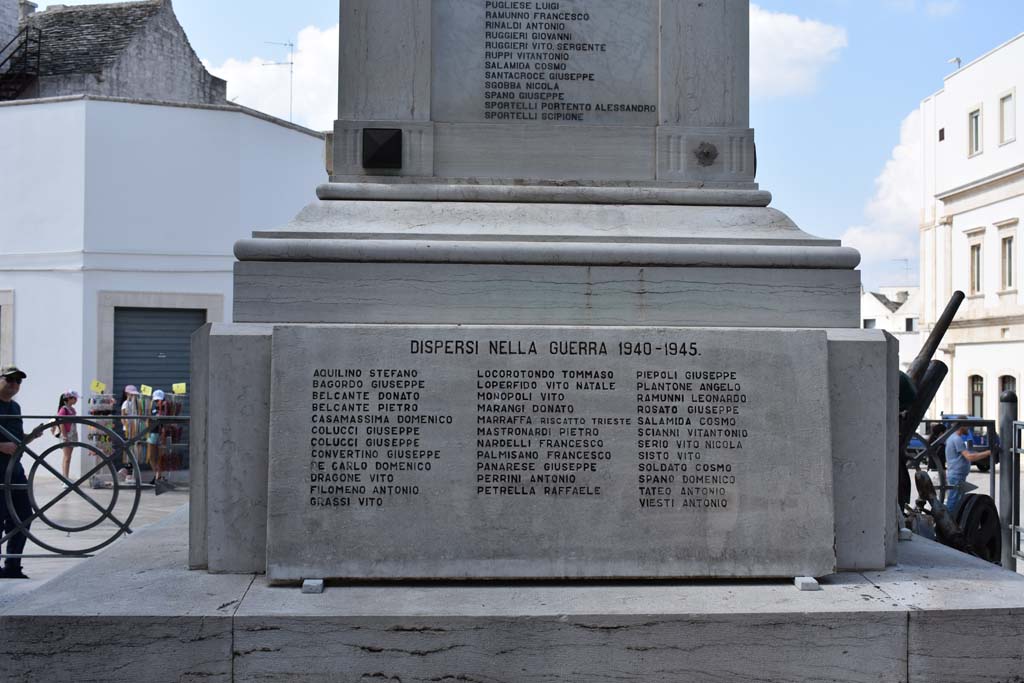 PUGLIESE LUIGI
RAMUNNO FRANCESCO
RINALDI ANTONIO
RUGGIERI GIOVANNI
RUGGIERI VITO, SERGENTE
RUPPI VITANTONIO
SALAMIDA COSMO
SANTACROCE GIUSEPPE
SGOBBA NICOLA
SPANO GIUSEPPE
SPORTELLI PORTENTO ALESSANDRO
SPORTELLI SCIPIONE
DISPERSI NELLA GUERRA 1940-1945.
AQUILINO STEFANO
BAGORDO GIUSEPPE
BELCANTE DONATO
BELCANTE PIETRO
CASAMASSIMA DOMENICO
COLUCCI GIUSEPPE
COLUCCI GIUSEPPE
CONVERTINO GIUSEPPE
DE CARLO DOMENICO
DRAGONE VITO
FILOMENO ANTONIO
GRASSI VITO
LOCOROTONDO TOMMASO
LOPERFIDO VITO NATALE
MONOPOLI VITO
MARANGI DONATO
MARRAFFA RISCATTO TRIESTE
MASTRONARDI PIETRO
NARDELLI FRANCESCO
PALMISANO FRANCESCO
PANARESE GIUSEPPE
PERRINI ANTONIO
PETRELLA RAFFAELE
PIEPOLI GIUSEPPE
PLANTONE ANGELO
RAMUNNI LEONARDO
ROSATO GIUSEPPE
SALAMIDA COSMO
SCIANNI VITANTONIO
SERIO VITO NICOLA
SISTO VITO
SOLDATO COSMO
SPANO DOMENICO
TATEO ANTONIO
VIESTI ANTONIO